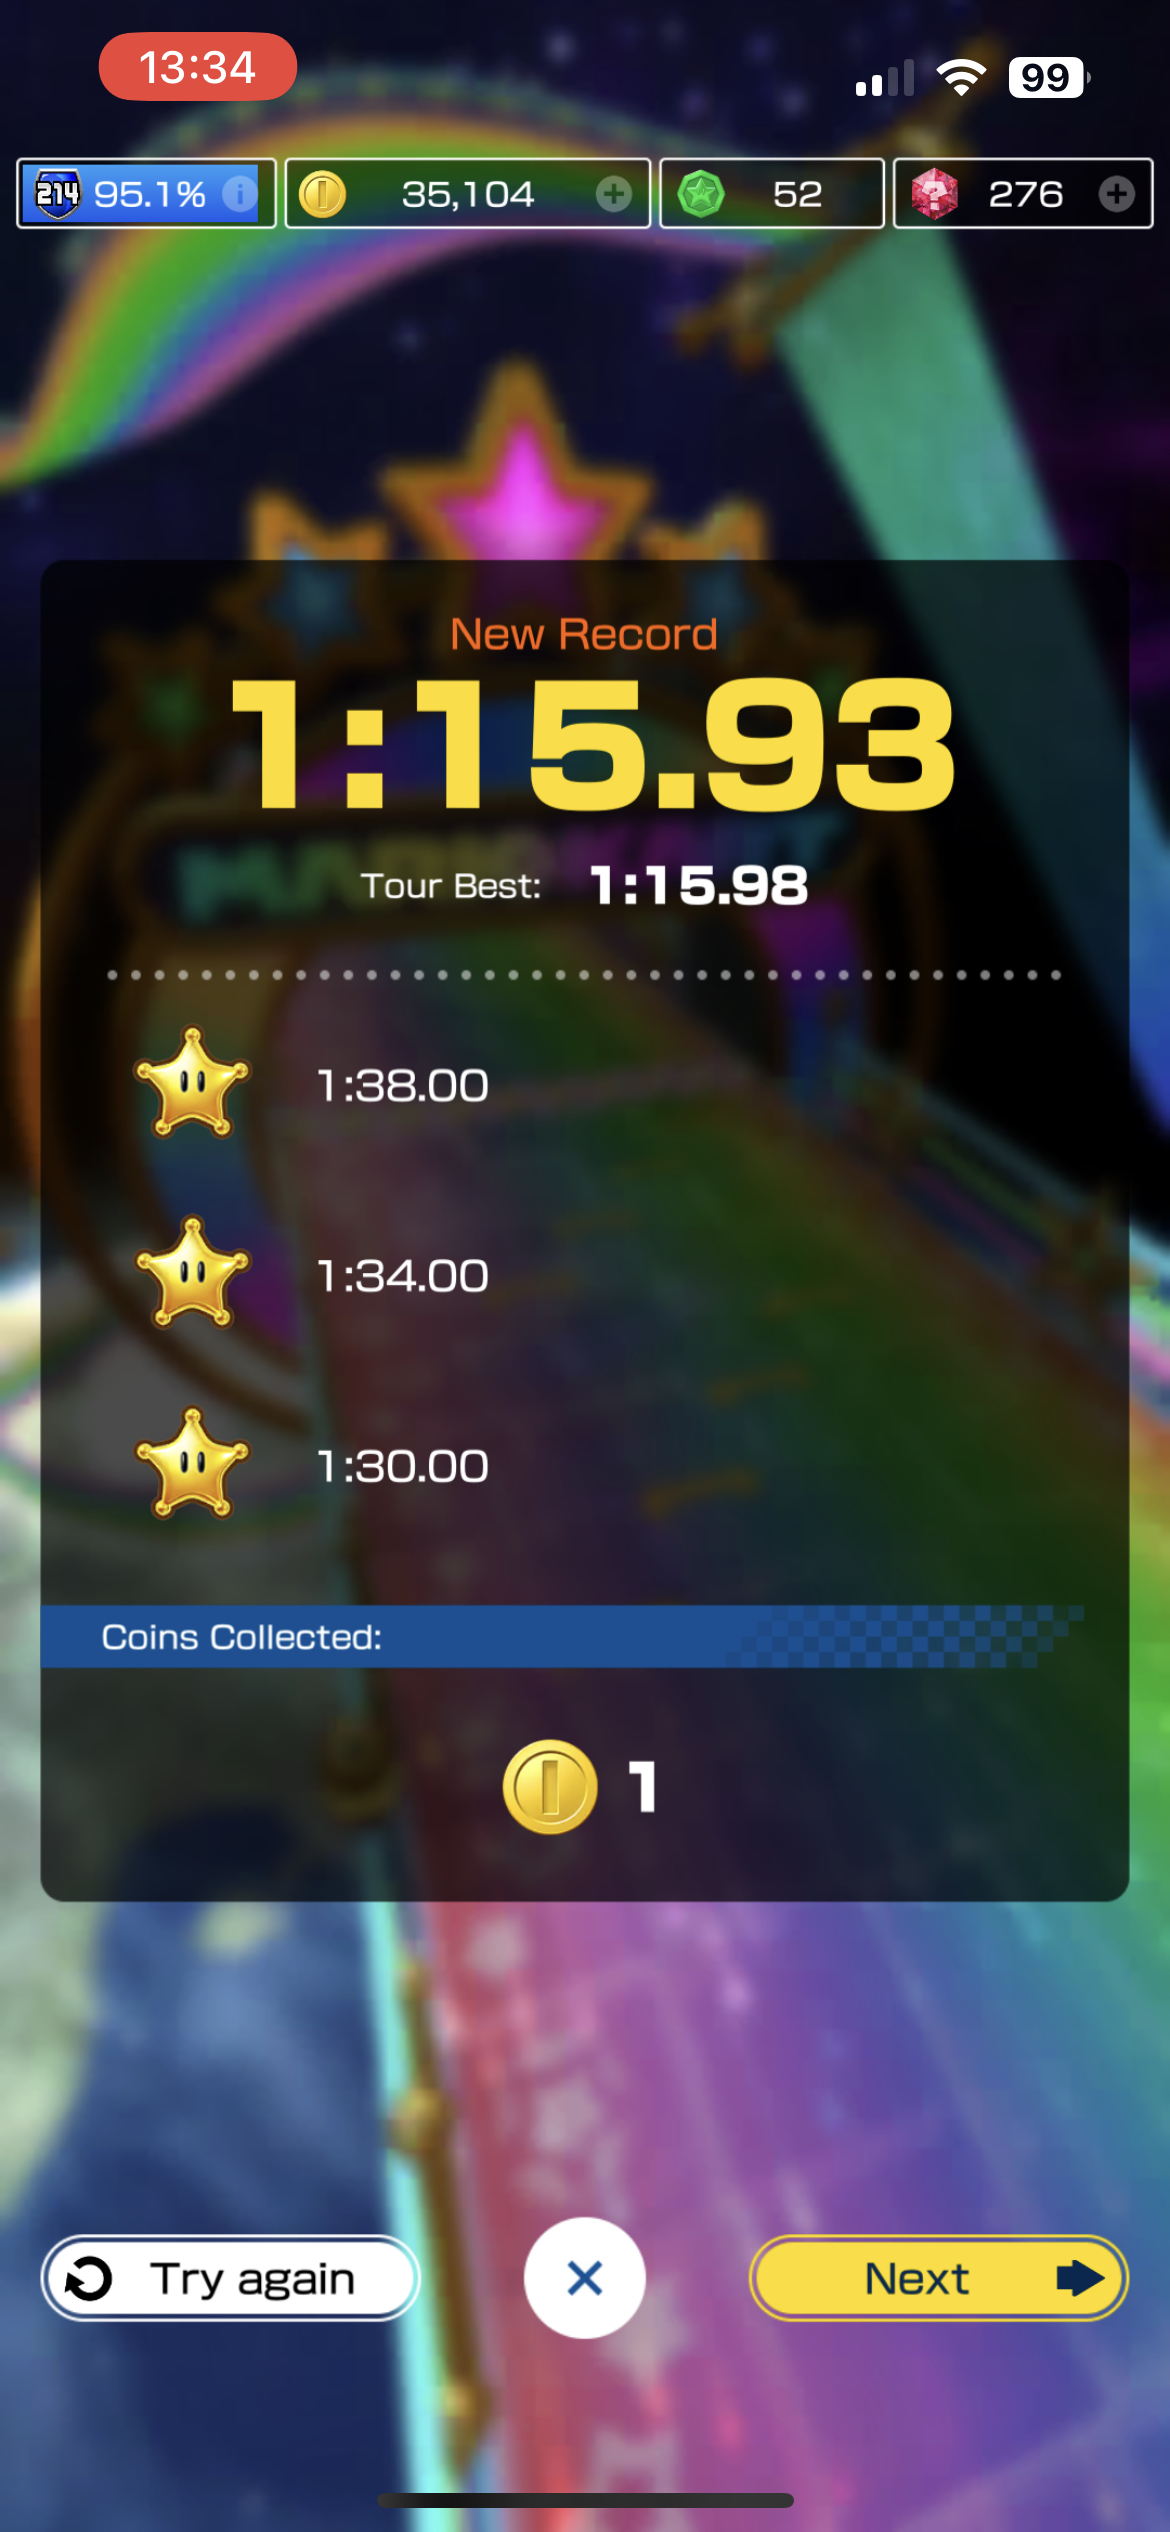 13:34
99
214 95.1% i 35,104 52 276
New Record
1:15.93
MARIOKART
Tour Best: 1:15.98
1:38.00
1:34.00
1:30.00
Coins Collected:
1
Try again
Next